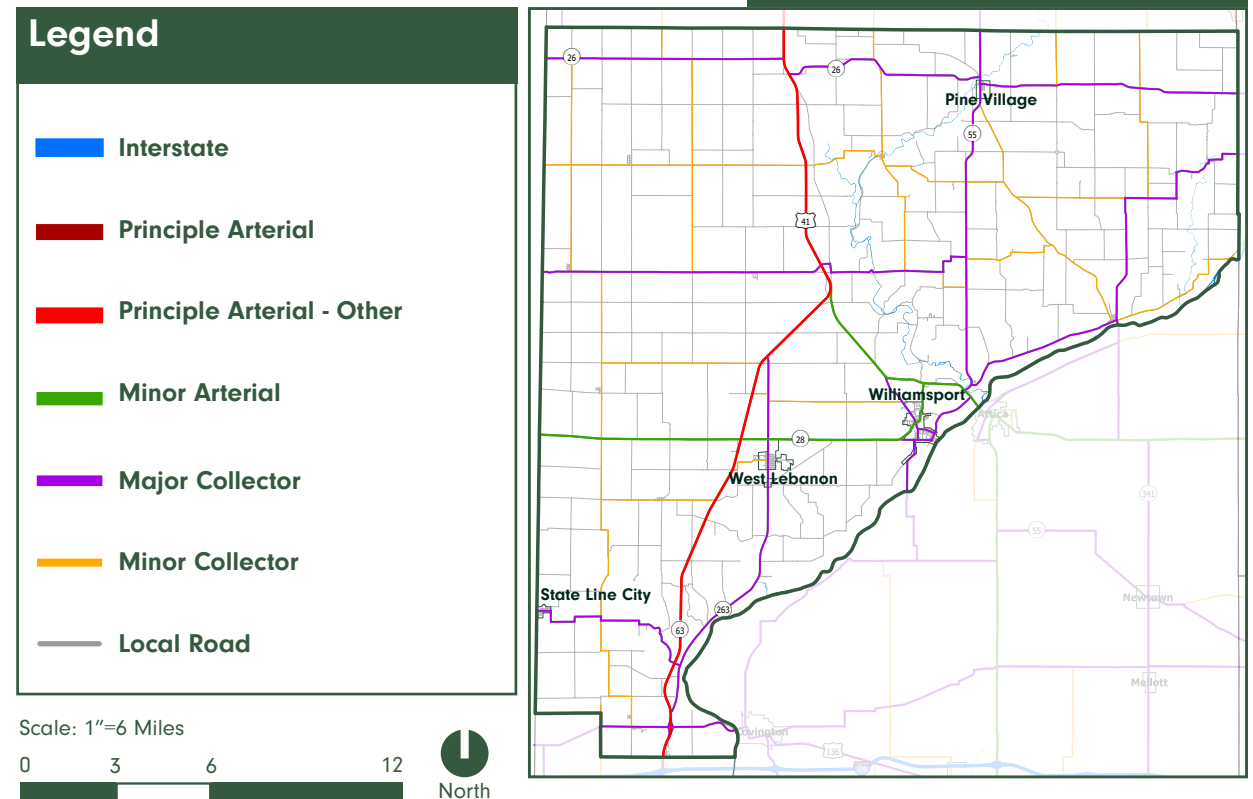 Legend
Interstate
Principle Arterial
Principle Arterial - Other
Minor Arterial
Major Collector
Minor Collector
Local Road
Scale: 1”=6 Miles
0 3 6 12
North
26
26
Pine Village
55
41
Williamsport
Attica
28
West Lebanon
341
55
State Line City
Newtown
263
63
Mellott
Covington
136